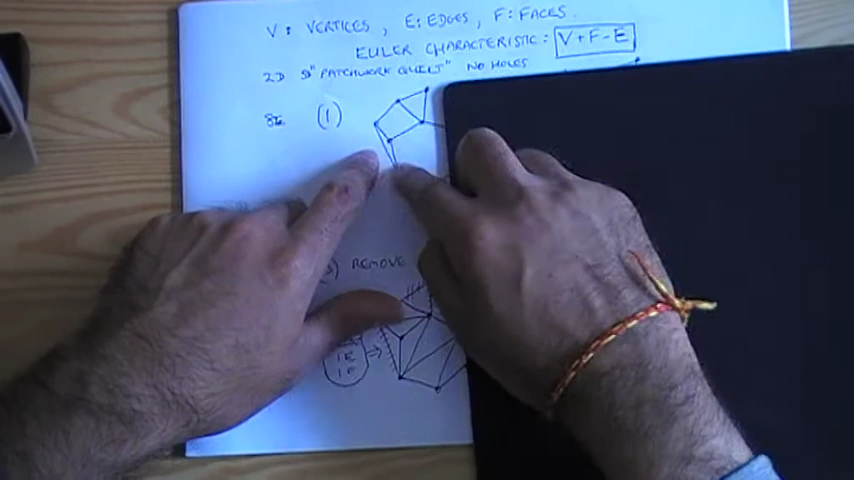 V: VERTICES, E: EDGES, F: FACES.
EULER CHARACTERISTIC: V+F-E
2D "PATCHWORK QUILT" NO HOLES
(1)
REMOVE
1E
1F